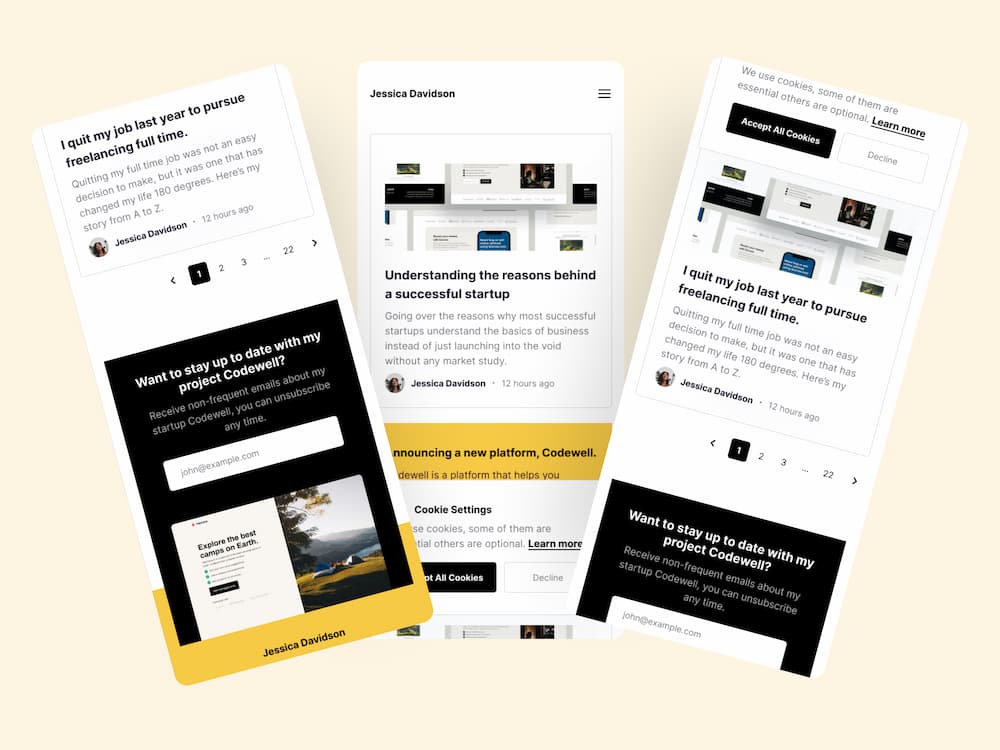 I quit my job last year to pursue
freelancing full time.
Quitting my full time job was not an easy
decision to make, but it was one that has
changed my life 180 degrees. Here's my
story from A to Z.
Jessica Davidson · 12 hours ago
1 2 3 ... 22
Want to stay up to date with my
project Codewell?
Receive non-frequent emails about my
startup Codewell, you can unsubscribe
any time.
john@example.com
Explore the best
camps on Earth.
Jessica Davidson
Jessica Davidson
Understanding the reasons behind
a successful startup
Going over the reasons why most successful
startups understand the basics of business
instead of just launching into the void
without any market study.
Jessica Davidson · 12 hours ago
nnouncing a new platform, Codewell.
dewell is a platform that helps you
Cookie Settings
se cookies, some of them are
ential others are optional. Learn more
pt All Cookies
Decline
We use cookies, some of them are
essential others are optional. Learn more
Accept All Cookies
Decline
I quit my job last year to pursue
freelancing full time.
Quitting my full time job was not an easy
decision to make, but it was one that has
changed my life 180 degrees. Here's my
story from A to Z.
Jessica Davidson · 12 hours ago
1 2 3 ... 22
Want to stay up to date with my
project Codewell?
Receive non-frequent emails about my
startup Codewell, you can unsubscribe
any time.
john@example.com